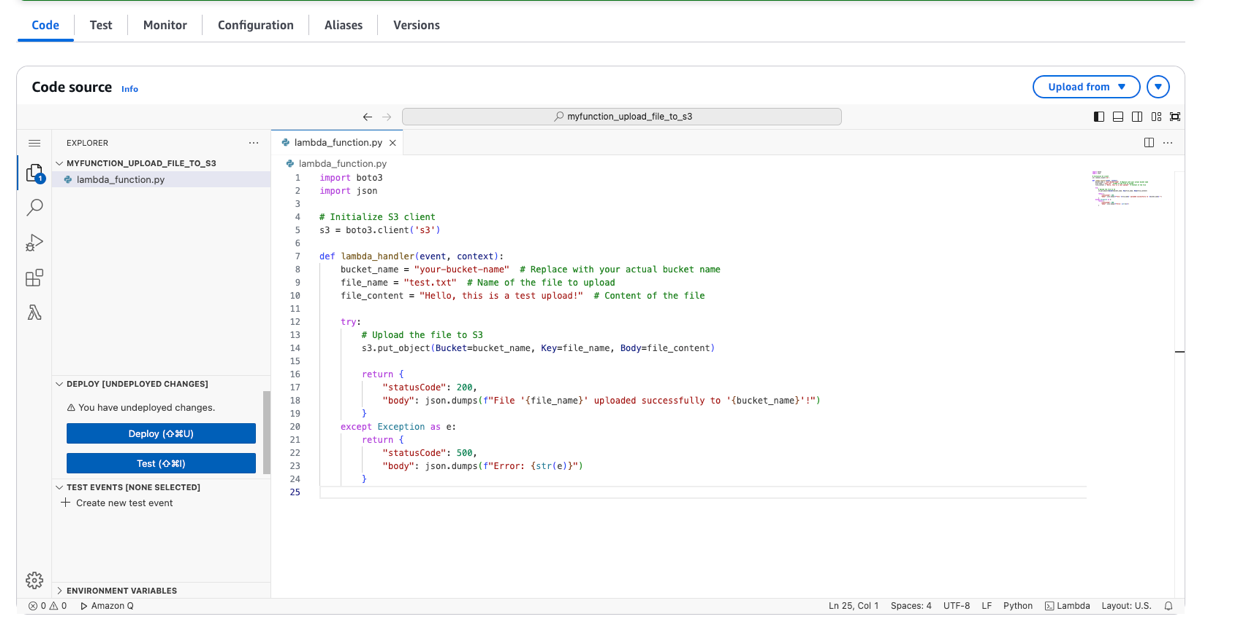 Code Test Monitor Configuration Aliases Versions
Code source Info Upload from
myfunction_upload_file_to_s3
EXPLORER
MYFUNCTION_UPLOAD_FILE_TO_S3
lambda_function.py
1
DEPLOY [UNDEPLOYED CHANGES]
You have undeployed changes.
Deploy (⇧⌘U)
Test (⇧⌘I)
TEST EVENTS [NONE SELECTED]
Create new test event
ENVIRONMENT VARIABLES
lambda_function.py
lambda_function.py
1 import boto3
2 import json
3
4 # Initialize S3 client
5 s3 = boto3.client('s3')
6
7 def lambda_handler(event, context):
8 bucket_name = "your-bucket-name"  # Replace with your actual bucket name
9 file_name = "test.txt"  # Name of the file to upload
10 file_content = "Hello, this is a test upload!"  # Content of the file
11
12 try:
13 # Upload the file to S3
14 s3.put_object(Bucket=bucket_name, Key=file_name, Body=file_content)
15
16 return {
17 "statusCode": 200,
18 "body": json.dumps(f"File '{file_name}' uploaded successfully to '{bucket_name}'!")
19 }
20 except Exception as e:
21 return {
22 "statusCode": 500,
23 "body": json.dumps(f"Error: {str(e)}")
24 }
25
0 0 Amazon Q Ln 25, Col 1 Spaces: 4 UTF-8 LF Python Lambda Layout: U.S.